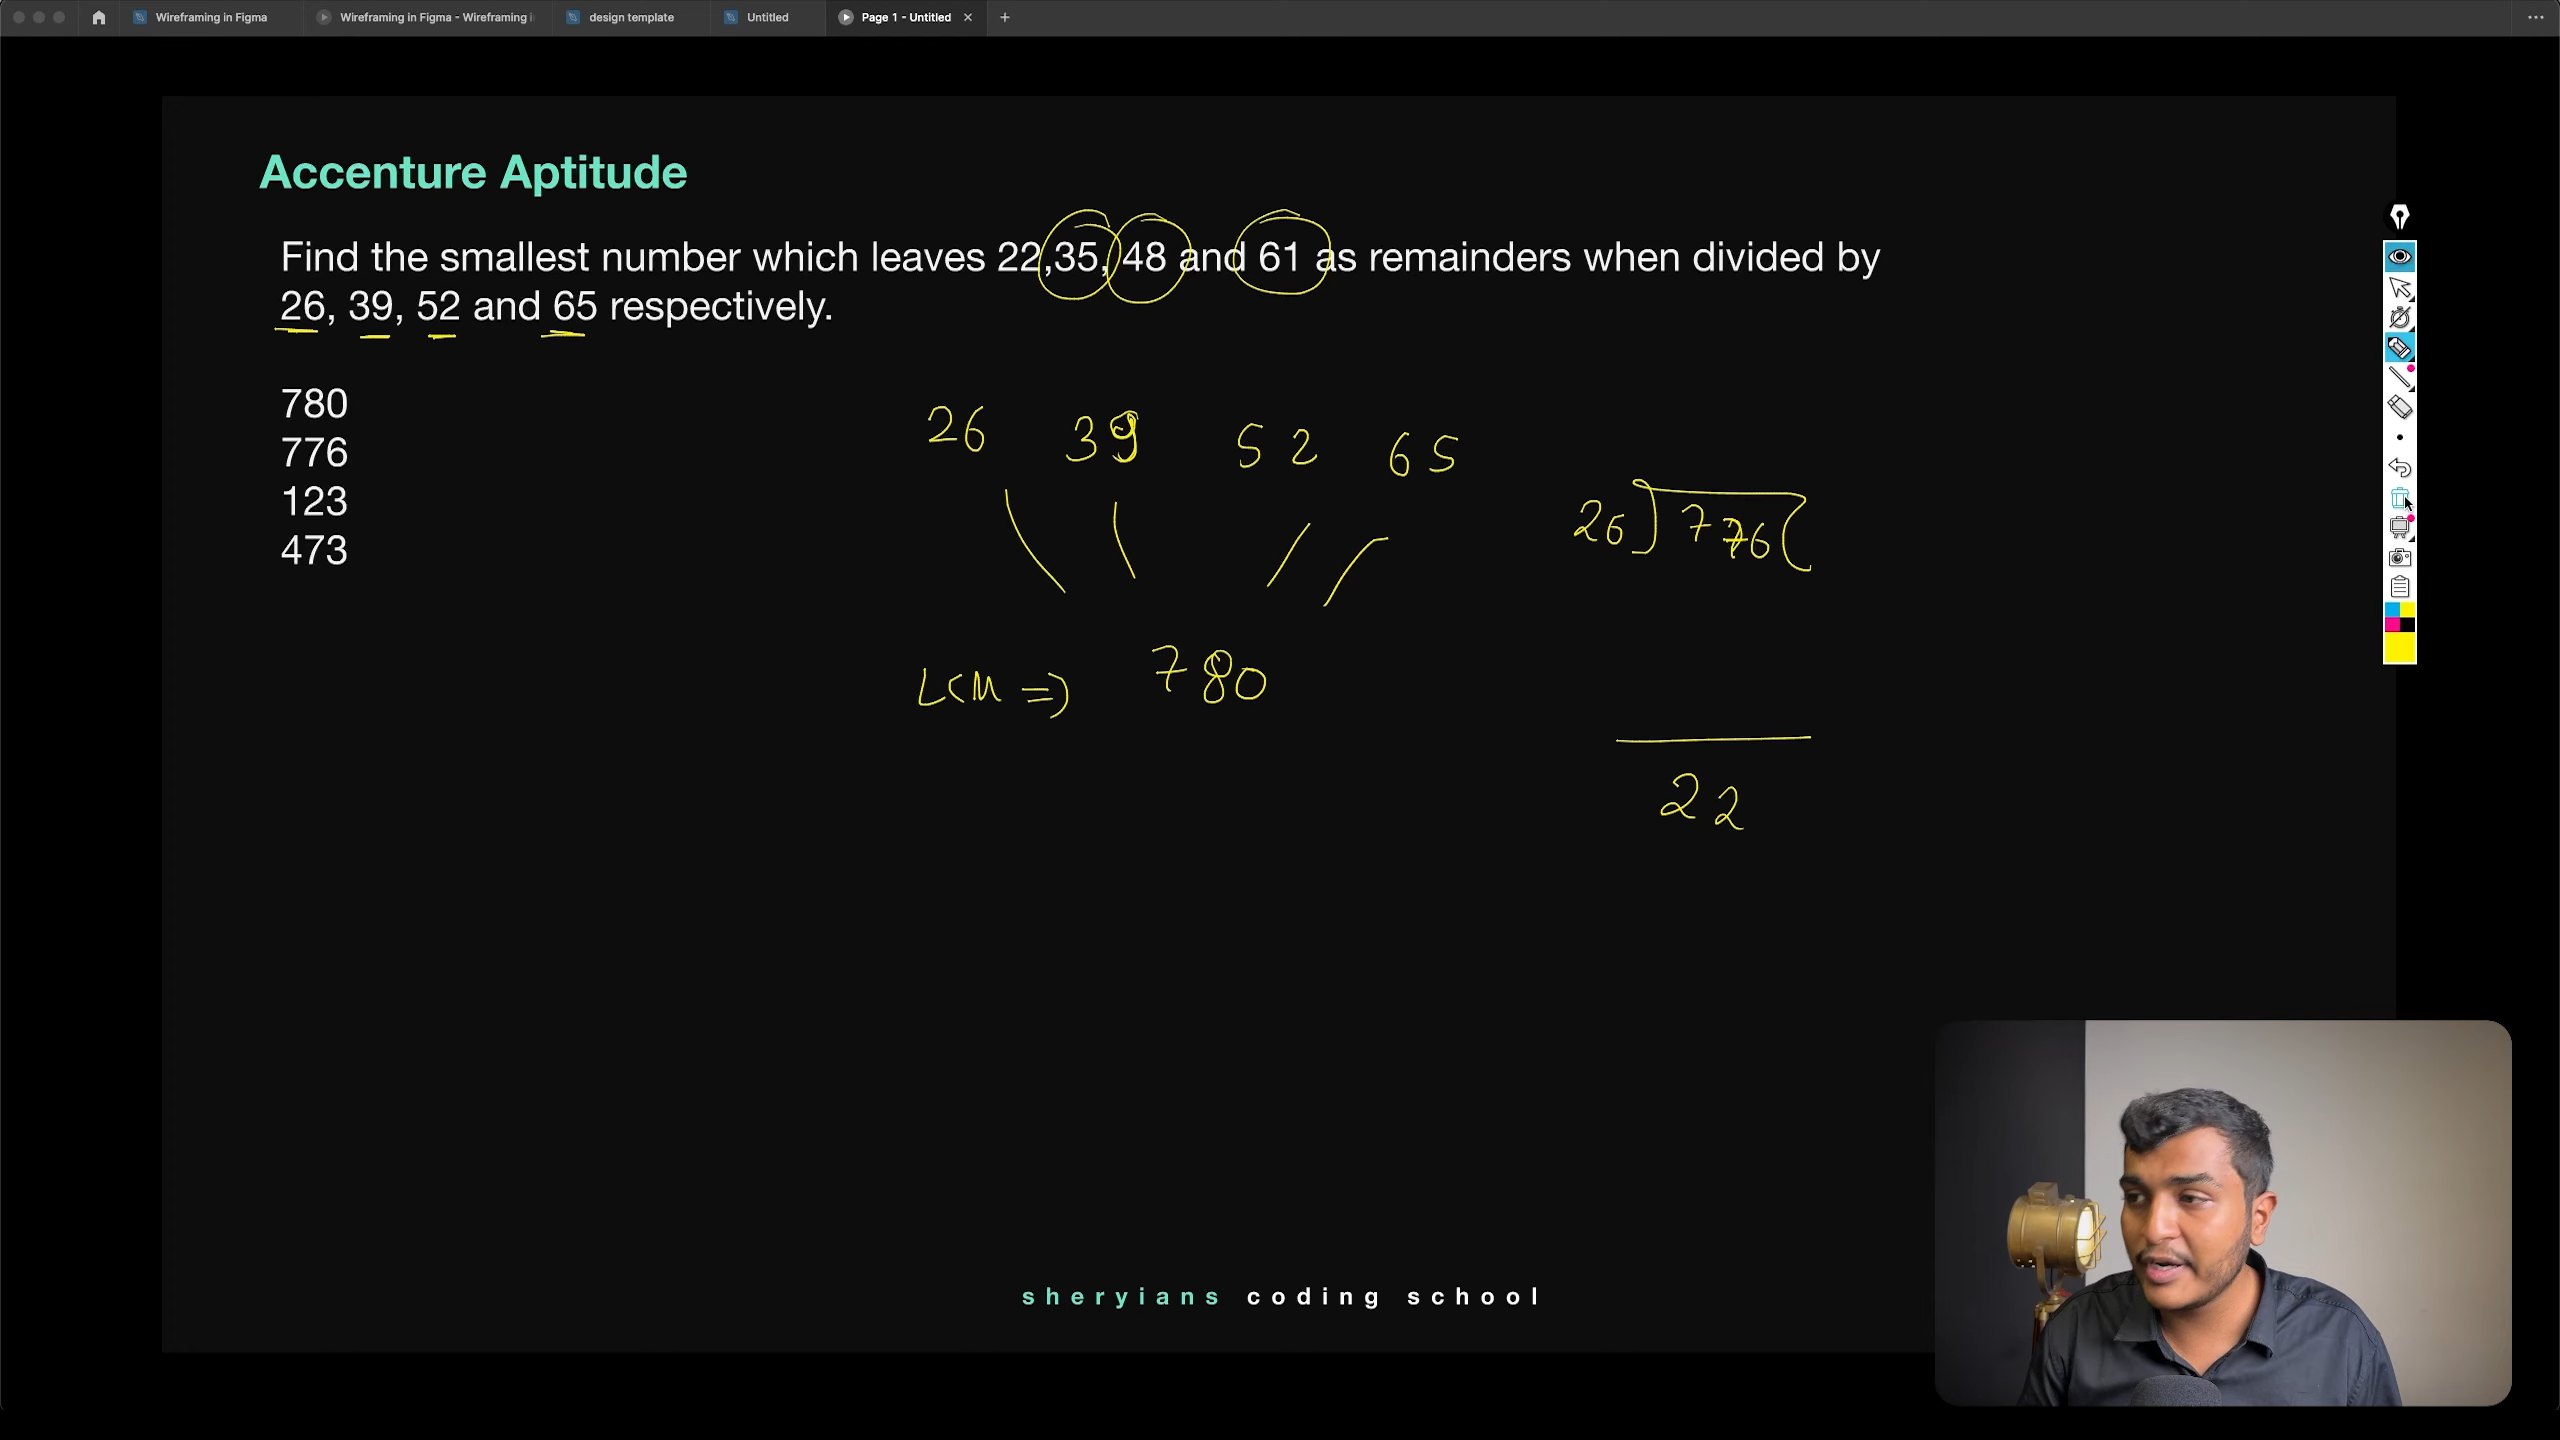 Wireframing in Figma
Wireframing in Figma - Wireframing i
design template
Untitled
Page 1 - Untitled
Accenture Aptitude
Find the smallest number which leaves 22,35, 48 and 61 as remainders when divided by
26, 39, 52 and 65 respectively.
780
776
123
473
26 39 52 65
26 ) 776 (
LCM => 780
22
sheryians coding school